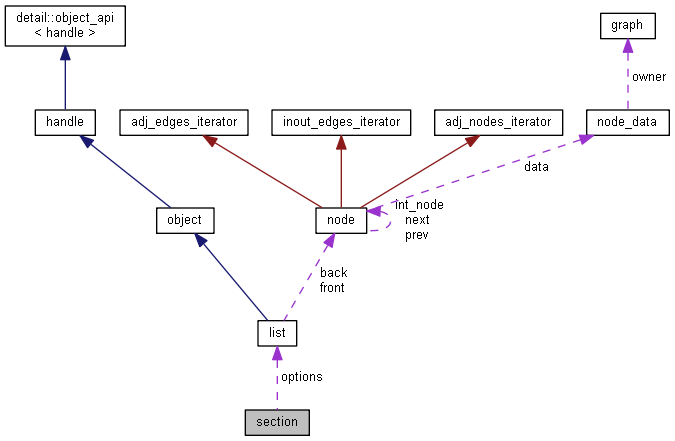 detail::object_api
< handle >
graph
owner
handle
adj_edges_iterator
inout_edges_iterator
adj_nodes_iterator
node_data
data
object
node
int_node
next
prev
back
front
list
options
section